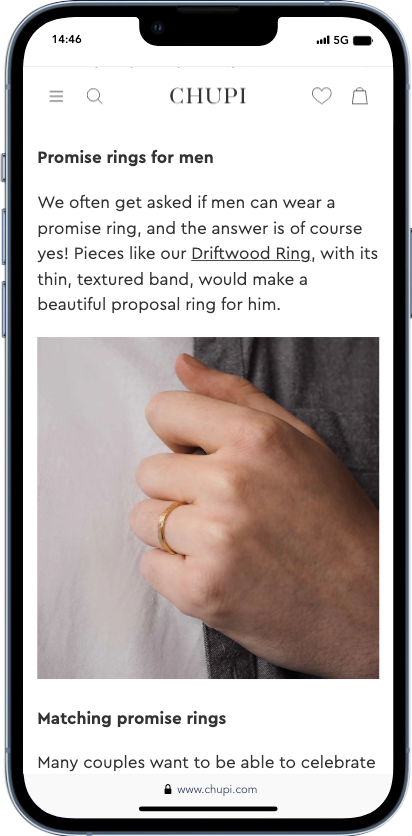 14:46
5G
CHUPI
Promise rings for men
We often get asked if men can wear a
promise ring, and the answer is of course
yes! Pieces like our Driftwood Ring, with its
thin, textured band, would make a
beautiful proposal ring for him.
Matching promise rings
Many couples want to be able to celebrate
www.chupi.com